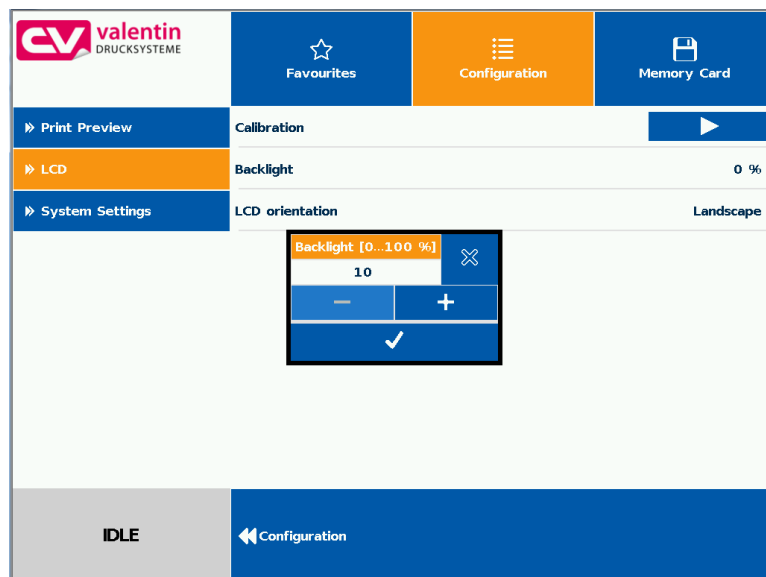 valentin
DRUCKSYSTEME
Favourites
Configuration
Memory Card
Print Preview
Calibration
LCD
Backlight
0 %
System Settings
LCD orientation
Landscape
Backlight [0...100 %]
10
IDLE
Configuration